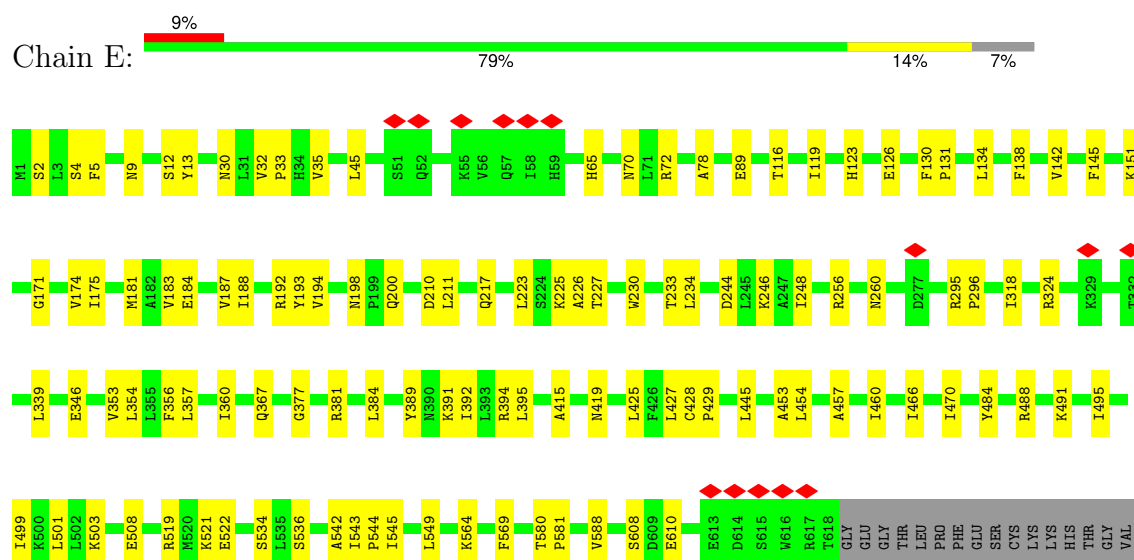 9%
Chain E:
79% 14% 7%
M1 S2 L3 S4 F5 N9 S12 Y13 N30 L31 V32 P33 H34 V35 L45 S51 Q52 K55 V56 Q57 I58 H59 H65 N70 L71 R72 A78 E89 T116 I119 H123 E126 F130 P131 L134 F138 V142 F145 K151
G171 V174 I175 M181 A182 V183 E184 V187 I188 R192 Y193 V194 N198 P199 Q200 D210 L211 Q217 L223 S224 K225 A226 T227 W230 T233 L234 D244 L245 K246 A247 I248 R256 N260 D277 R295 P296 I318 R324 K329 T332
L339 E346 V353 L354 L355 F356 L357 I360 Q367 G377 R381 L384 Y389 N390 K391 I392 L393 R394 L395 A415 N419 L425 F426 L427 C428 P429 L445 A453 L454 A457 I460 I466 I470 Y484 R488 K491 I495
I499 K500 L501 L502 K503 E508 R519 M520 K521 E522 S534 L535 S536 A542 I543 P544 I545 L549 K564 F569 T580 P581 V588 S608 D609 E610 E613 D614 S615 W616 R617 T618 GLY GLU GLY THR LEU PRO PHE GLU SER CYS LYS LYS HIS THR GLY VAL